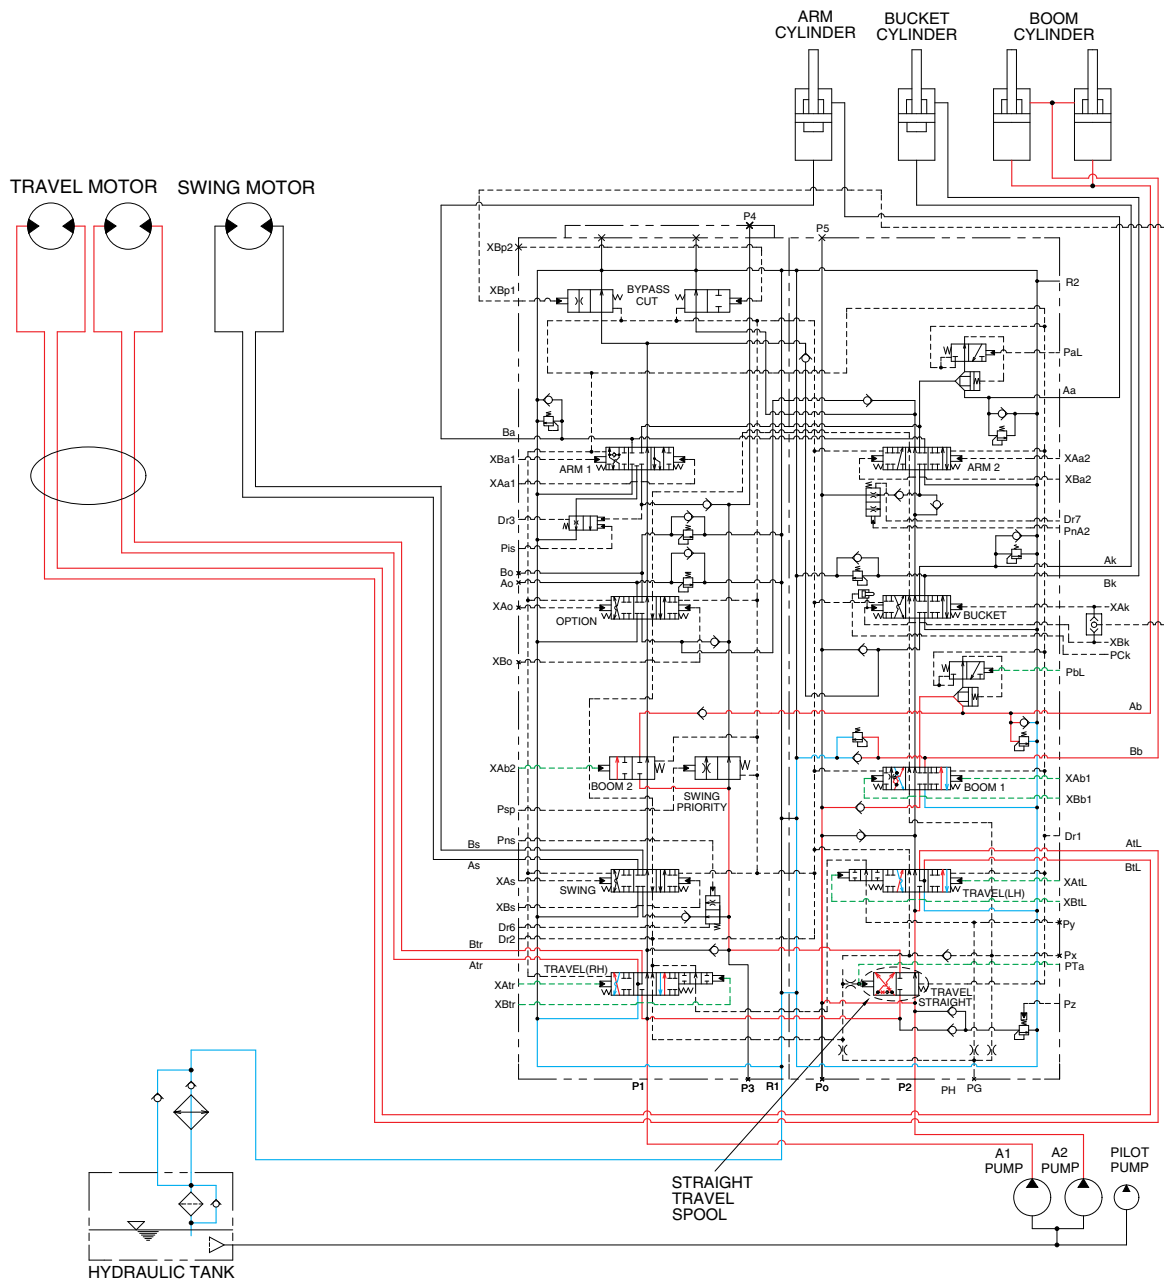 ARM
CYLINDER
BUCKET
CYLINDER
BOOM
CYLINDER
TRAVEL MOTOR
SWING MOTOR
P4
P5
XBp2
XBp1
BYPASS
CUT
R2
PaL
Aa
Ba
XBa1
ARM 1
XAa1
ARM 2
XAa2
XBa2
Dr3
Pis
Dr7
PnA2
Ak
Bk
Bo
Ao
XAo
OPTION
BUCKET
XAk
XBk
PCk
XBo
PbL
Ab
Bb
XAb2
BOOM 2
SWING
PRIORITY
BOOM 1
XAb1
XBb1
Psp
Pns
Dr1
Bs
As
AtL
BtL
XAs
SWING
XBs
TRAVEL(LH)
XAtL
XBtL
Dr6
Dr2
Py
Btr
Atr
Px
PTa
TRAVEL(RH)
XAtr
XBtr
TRAVEL
STRAIGHT
Pz
P1
P3
R1
Po
P2
PH
PG
STRAIGHT
TRAVEL
SPOOL
A1
PUMP
A2
PUMP
PILOT
PUMP
HYDRAULIC TANK